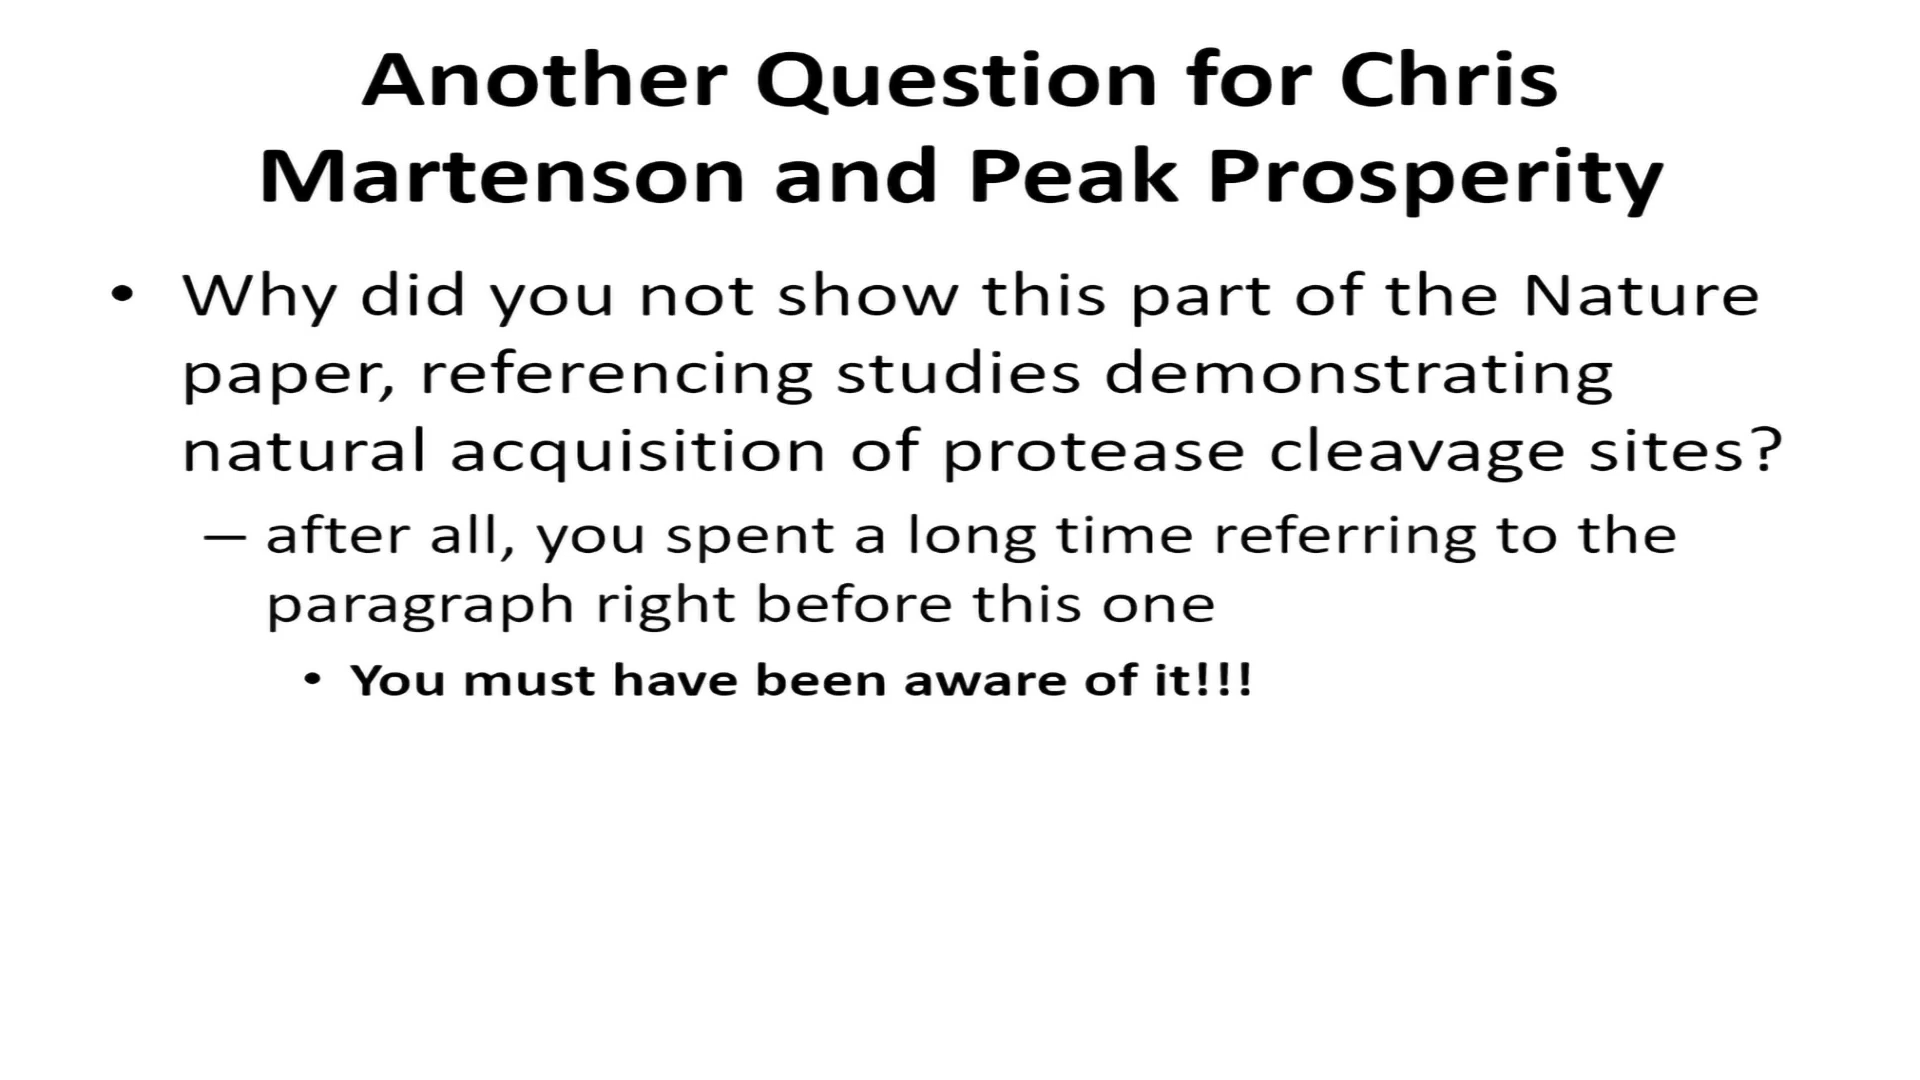 Another Question for Chris
Martenson and Peak Prosperity
• Why did you not show this part of the Nature
paper, referencing studies demonstrating
natural acquisition of protease cleavage sites?
– after all, you spent a long time referring to the
paragraph right before this one
• You must have been aware of it!!!